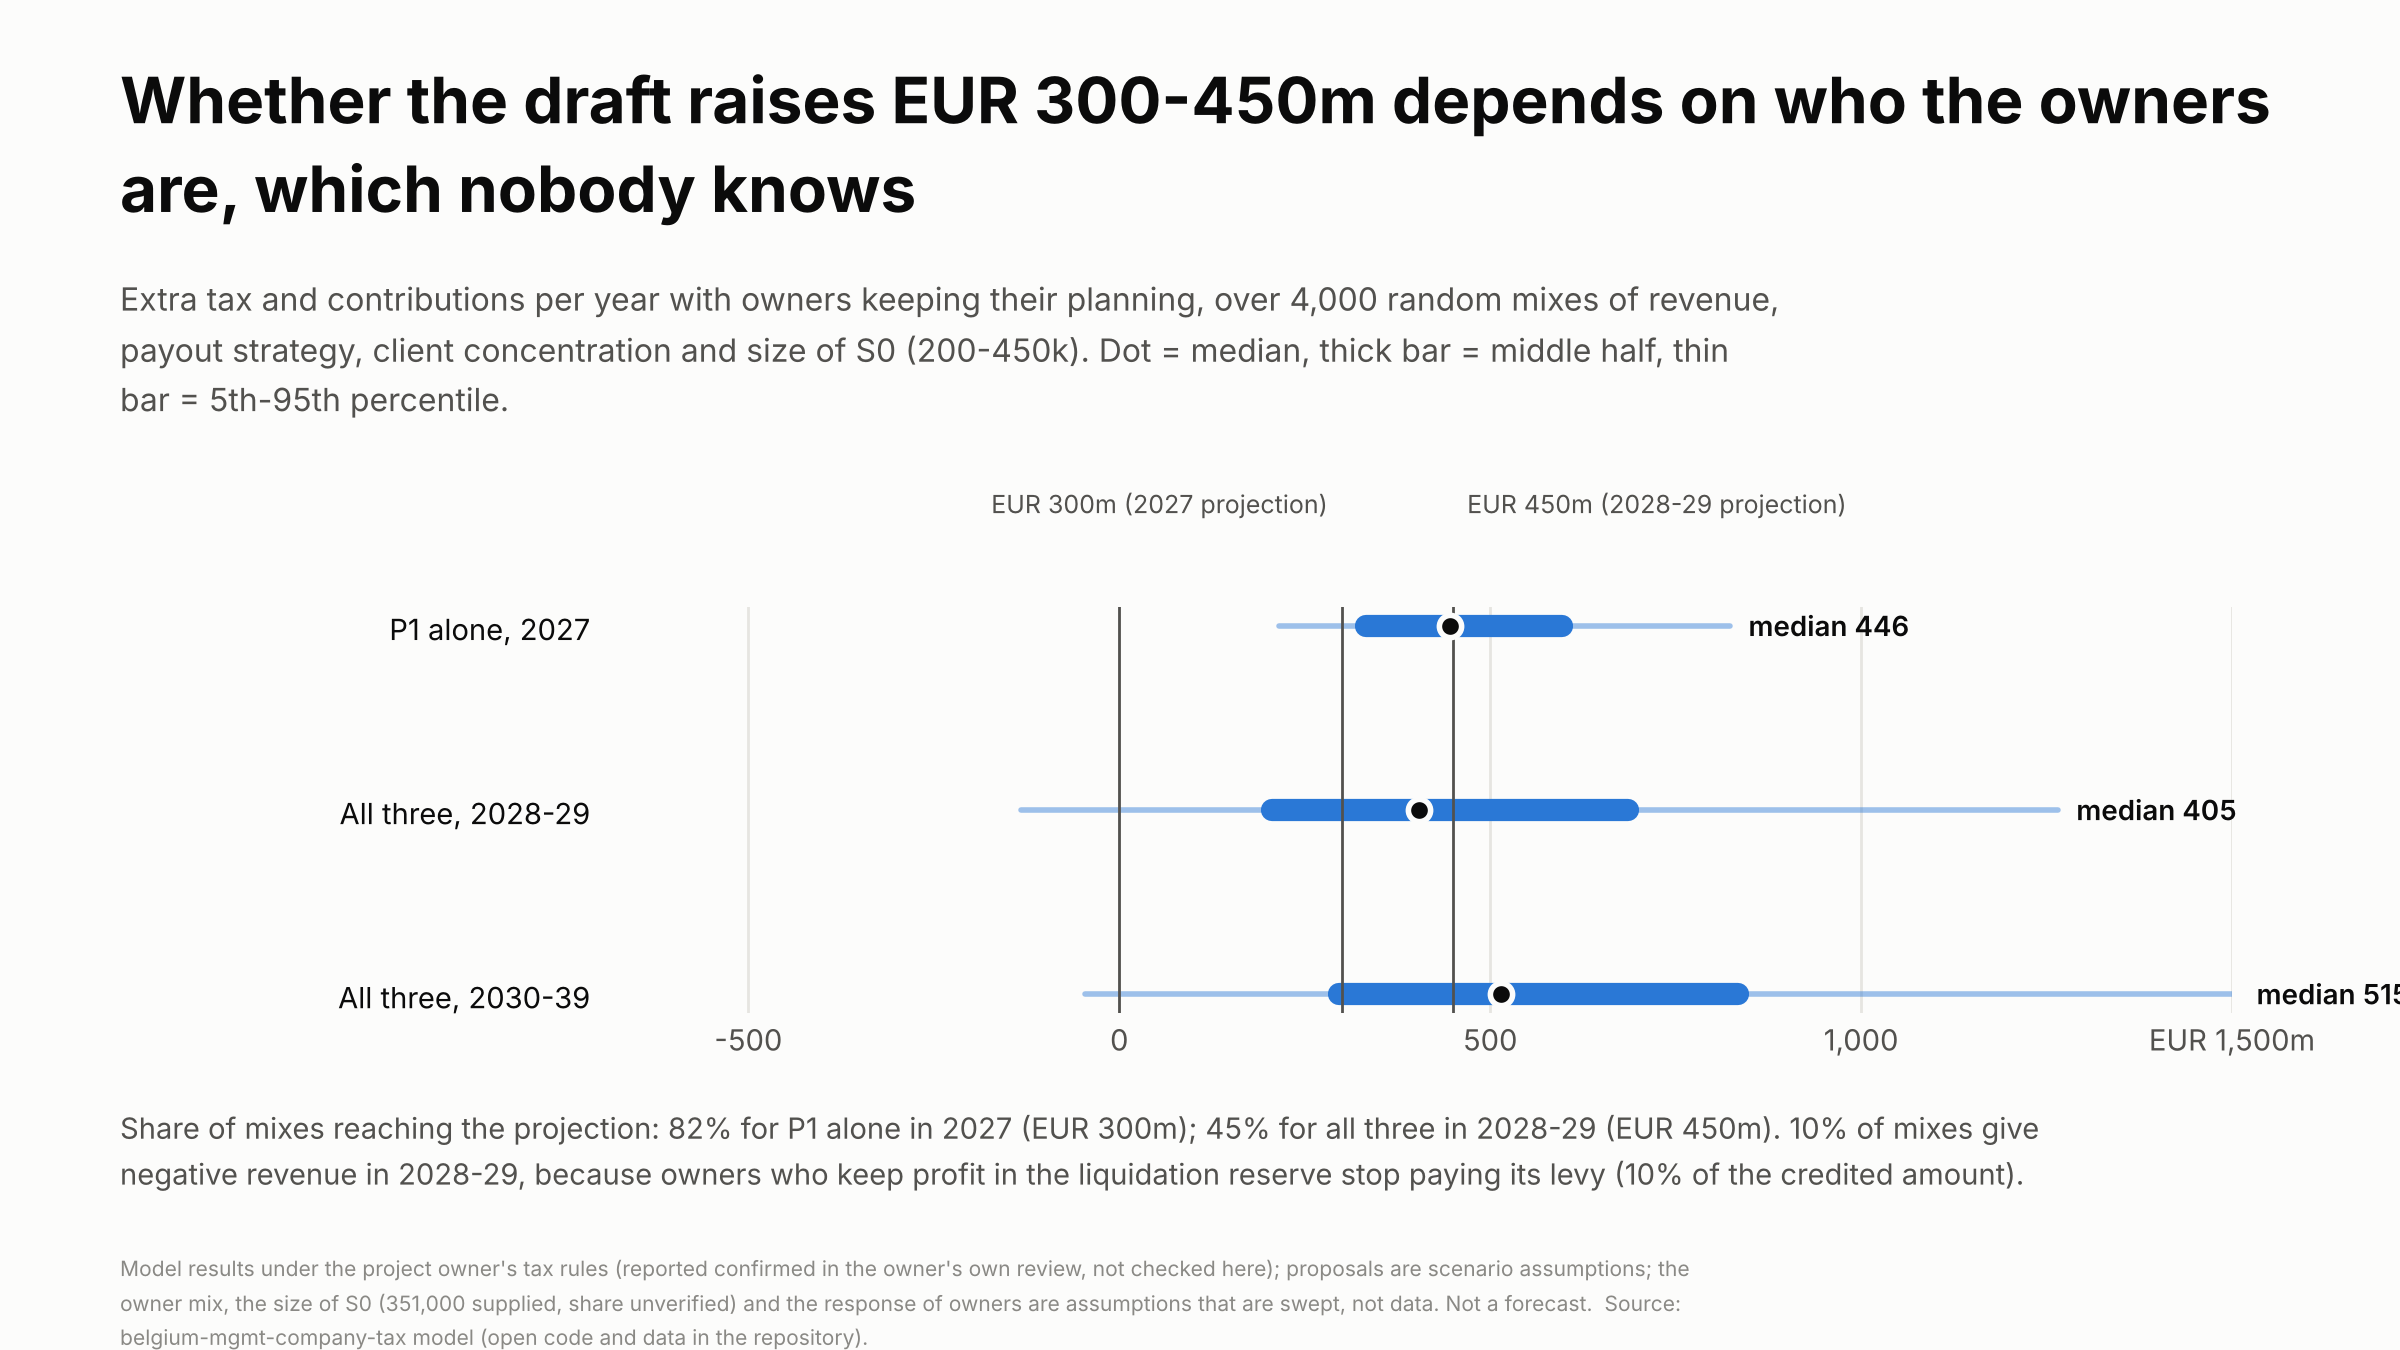 Whether the draft raises EUR 300-450m depends on who the owners
are, which nobody knows
Extra tax and contributions per year with owners keeping their planning, over 4,000 random mixes of revenue,
payout strategy, client concentration and size of S0 (200-450k). Dot = median, thick bar = middle half, thin
bar = 5th-95th percentile.
EUR 300m (2027 projection)
EUR 450m (2028-29 projection)
P1 alone, 2027
median 446
All three, 2028-29
median 405
All three, 2030-39
median 515
-500
0
500
1,000
EUR 1,500m
Share of mixes reaching the projection: 82% for P1 alone in 2027 (EUR 300m); 45% for all three in 2028-29 (EUR 450m). 10% of mixes give
negative revenue in 2028-29, because owners who keep profit in the liquidation reserve stop paying its levy (10% of the credited amount).
Model results under the project owner's tax rules (reported confirmed in the owner's own review, not checked here); proposals are scenario assumptions; the
owner mix, the size of S0 (351,000 supplied, share unverified) and the response of owners are assumptions that are swept, not data. Not a forecast.  Source:
belgium-mgmt-company-tax model (open code and data in the repository).